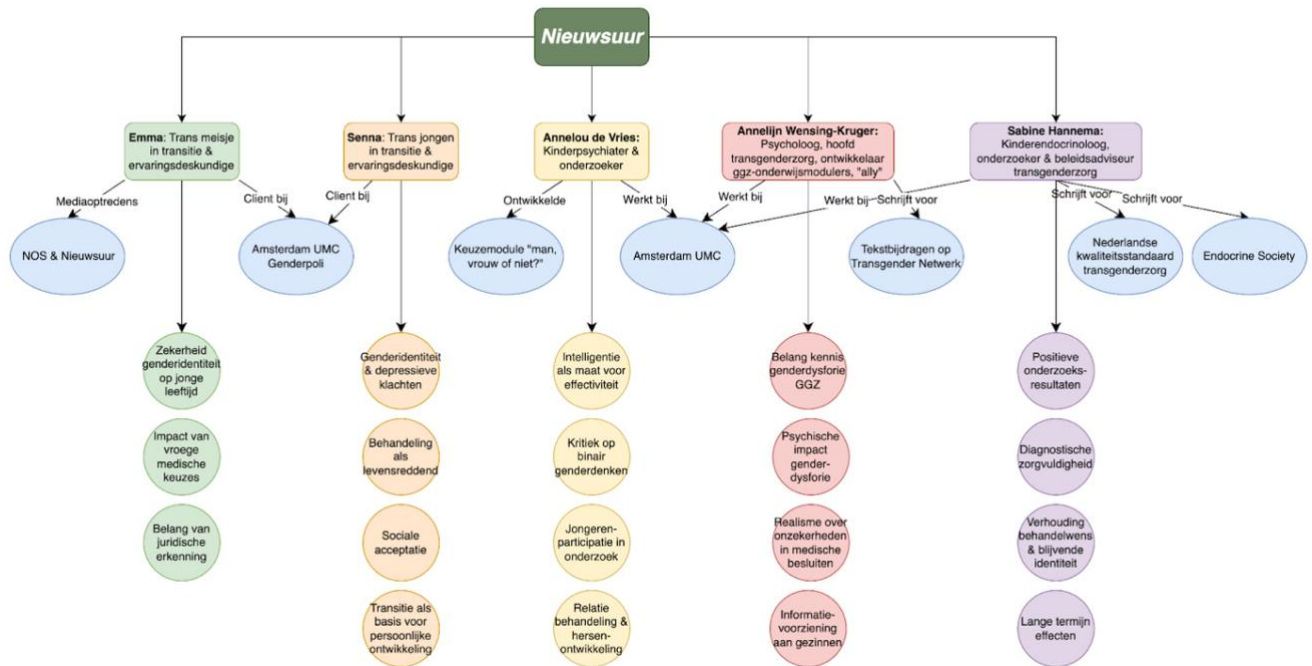 Nieuwsuur
Emma: Trans meisje
in transitie &
ervaringsdeskundige
Senna: Trans jongen
in transitie &
ervaringsdeskundige
Annelou de Vries:
Kinderpsychiater &
onderzoeker
Annelijn Wensing-Kruger:
Psycholoog, hoofd
transgenderzorg, ontwikkelaar
ggz-onderwijsmodulers, "ally"
Sabine Hannema:
Kinderendocrinoloog,
onderzoeker & beleidsadviseur
transgenderzorg
Mediaoptredens
Client bij
Client bij
Ontwikkelde
Werkt bij
Werkt bij
Werkt bij
Schrijft voor
Schrijft voor
Schrijft voor
NOS & Nieuwsuur
Amsterdam UMC
Genderpoli
Keuzemodule "man,
vrouw of niet?"
Amsterdam UMC
Tekstbijdragen op
Transgender Netwerk
Nederlandse
kwaliteitsstandaard
transgenderzorg
Endocrine Society
Zekerheid
genderidentiteit
op jonge
leeftijd
Genderidentiteit
& depressieve
klachten
Intelligentie
als maat voor
effectiviteit
Belang kennis
genderdysforie
GGZ
Positieve
onderzoeks-
resultaten
Impact van
vroege
medische
keuzes
Behandeling
als
levensreddend
Kritiek op
binair
genderdenken
Psychische
impact
gender-
dysforie
Diagnostische
zorgvuldigheid
Belang van
juridische
erkenning
Sociale
acceptatie
Jongeren-
participatie in
onderzoek
Realisme over
onzekerheden
in medische
besluiten
Verhouding
behandelwens
& blijvende
identiteit
Transitie als
basis voor
persoonlijke
ontwikkeling
Relatie
behandeling &
hersen-
ontwikkeling
Informatie-
voorziening
aan gezinnen
Lange termijn
effecten